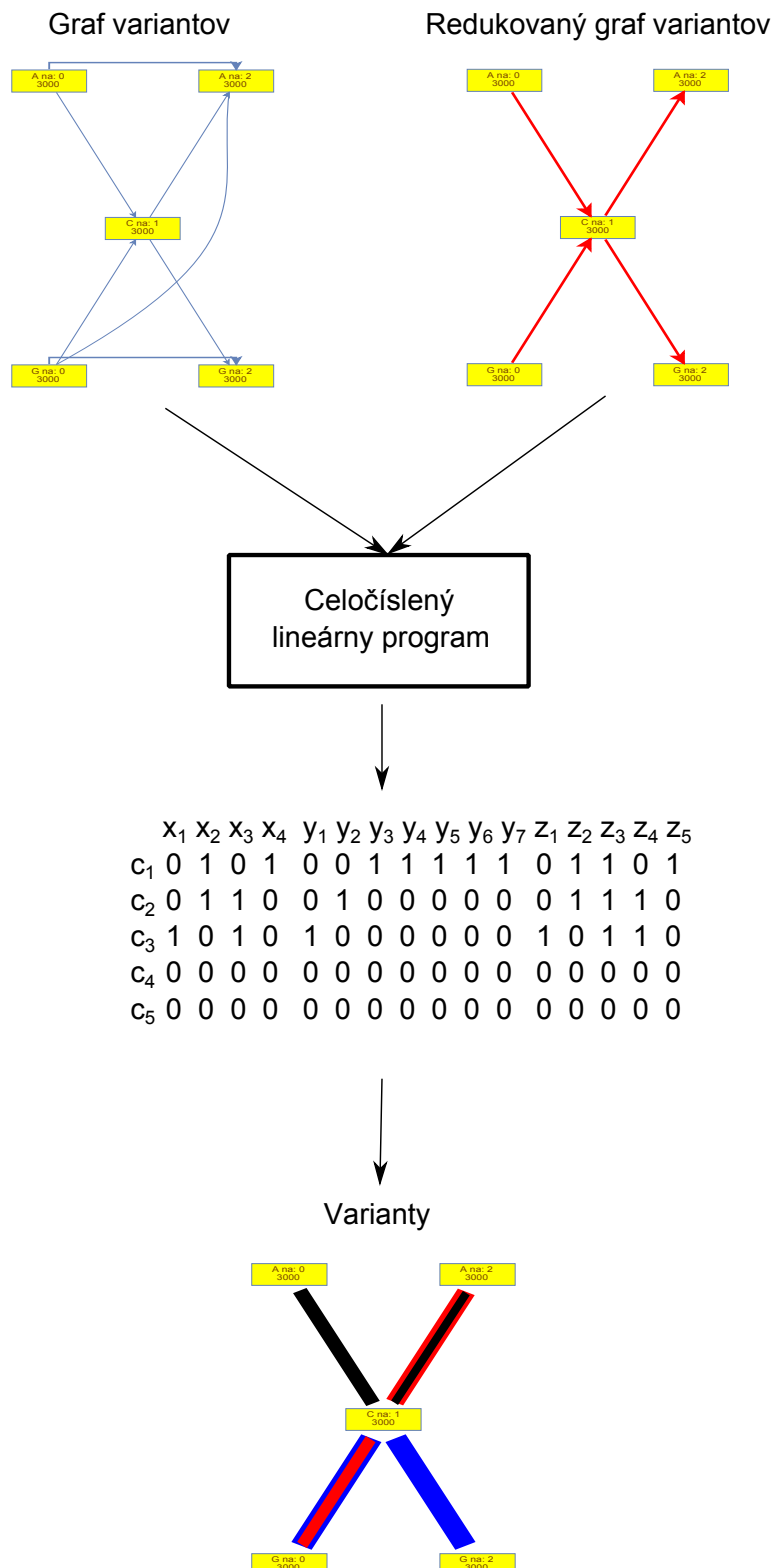 Graf variantov
Redukovaný graf variantov
A na: 0
3000
A na: 2
3000
A na: 0
3000
A na: 2
3000
C na: 1
3000
C na: 1
3000
G na: 0
3000
G na: 2
3000
G na: 0
3000
G na: 2
3000
Celočíslený
lineárny program
x₁ x₂ x₃ x₄ y₁ y₂ y₃ y₄ y₅ y₆ y₇ z₁ z₂ z₃ z₄ z₅
c₁ 0 1 0 1 0 0 1 1 1 1 1 0 1 1 0 1
c₂ 0 1 1 0 0 1 0 0 0 0 0 0 1 1 1 0
c₃ 1 0 1 0 1 0 0 0 0 0 0 1 0 1 1 0
c₄ 0 0 0 0 0 0 0 0 0 0 0 0 0 0 0 0
c₅ 0 0 0 0 0 0 0 0 0 0 0 0 0 0 0 0
Varianty
A na: 0
3000
A na: 2
3000
C na: 1
3000
G na: 0
3000
G na: 2
3000